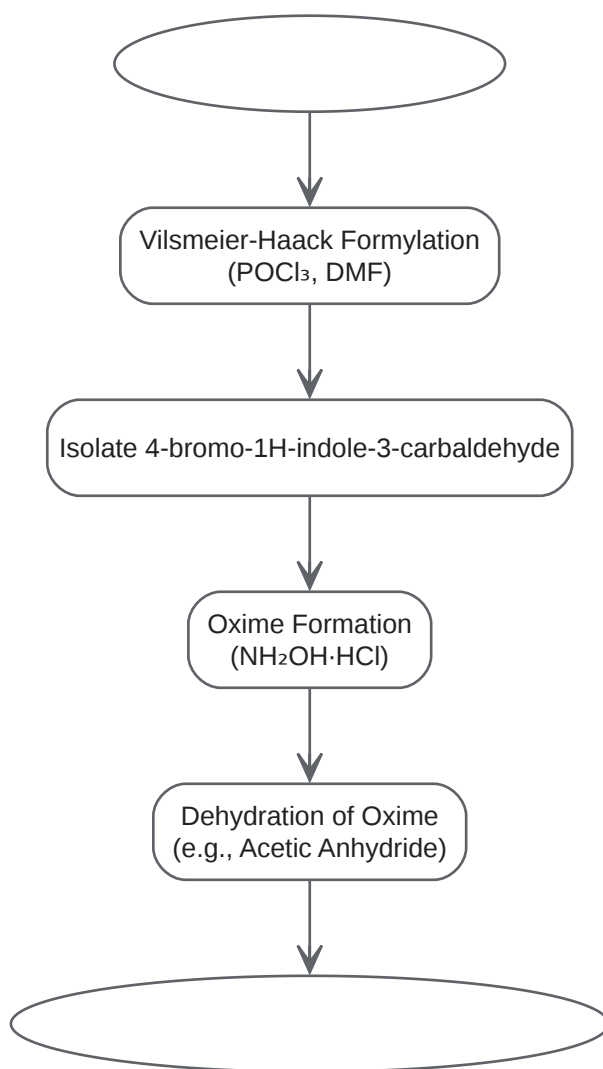 Vilsmeier-Haack Formylation
(POCl₃, DMF)
Isolate 4-bromo-1H-indole-3-carbaldehyde
Oxime Formation
(NH₂OH·HCl)
Dehydration of Oxime
(e.g., Acetic Anhydride)